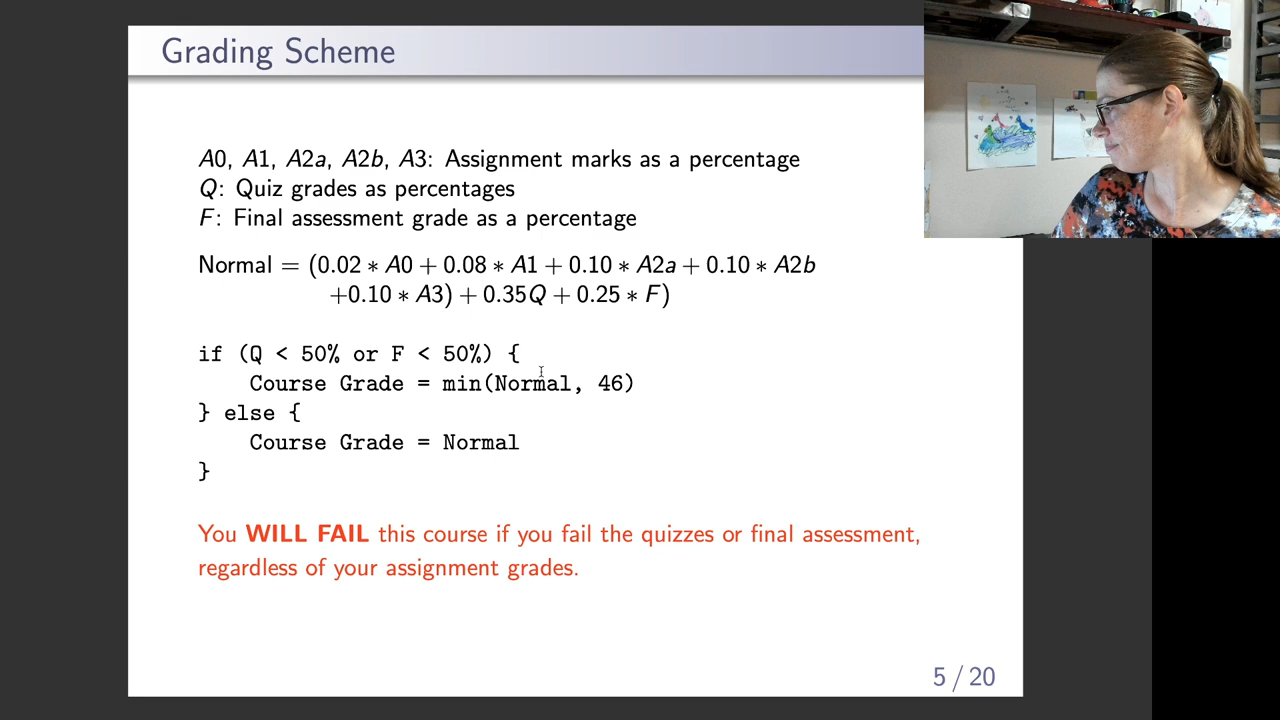 Grading Scheme
A0, A1, A2a, A2b, A3: Assignment marks as a percentage
Q: Quiz grades as percentages
F: Final assessment grade as a percentage
Normal = (0.02 ∗ A0 + 0.08 ∗ A1 + 0.10 ∗ A2a + 0.10 ∗ A2b
+0.10 ∗ A3) + 0.35Q + 0.25 ∗ F)
if (Q < 50% or F < 50%) {
Course Grade = min(Normal, 46)
} else {
Course Grade = Normal
}
You WILL FAIL this course if you fail the quizzes or final assessment,
regardless of your assignment grades.
5 / 20